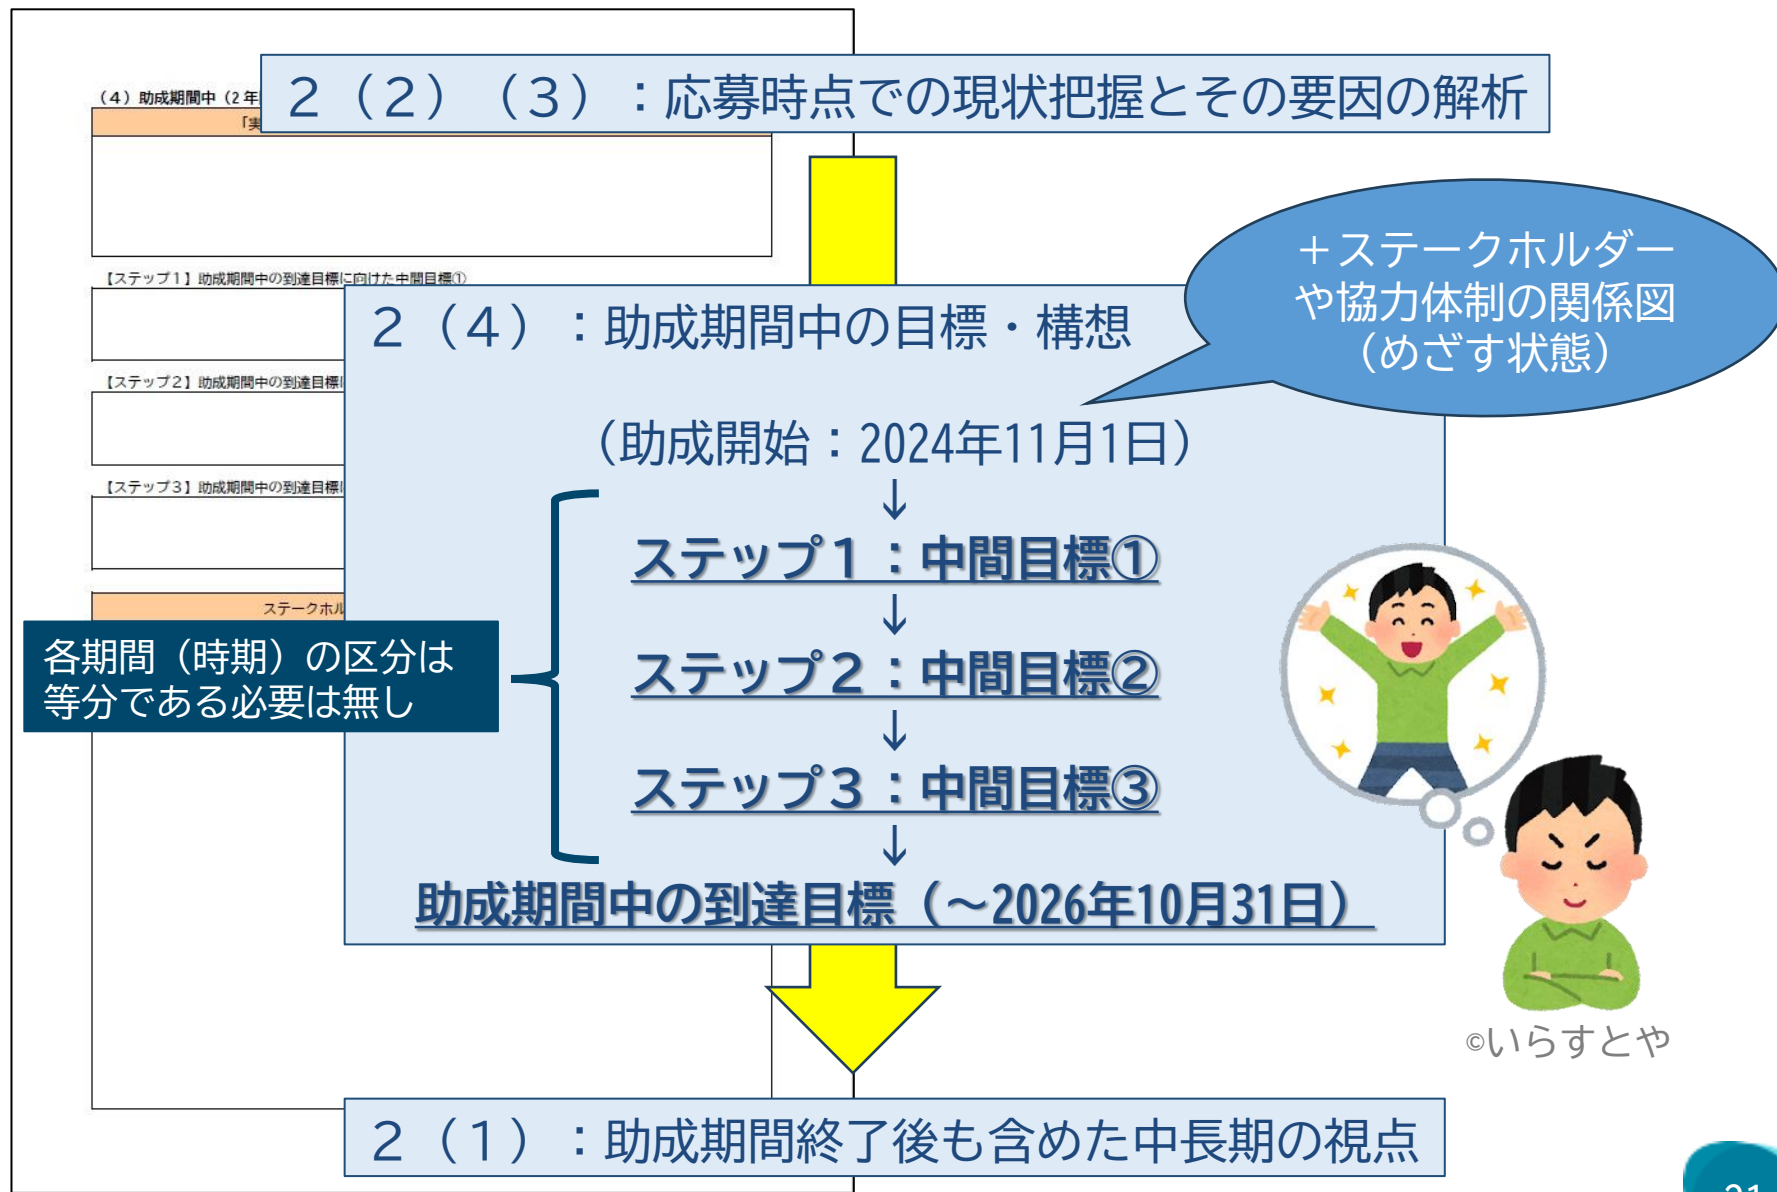 (4)助成期間中(2年
２(２)(３):応募時点での現状把握とその要因の解析
「実
【ステップ1】助成期間中の到達目標に向けた中間目標①
【ステップ2】助成期間中の到達目標
【ステップ3】助成期間中の到達目標
ステークホル
＋ステークホルダー
や協力体制の関係図
(めざす状態)
２(４):助成期間中の目標・構想
(助成開始:2024年11月1日)
↓
ステップ１:中間目標①
↓
ステップ２:中間目標②
↓
ステップ３:中間目標③
↓
助成期間中の到達目標(～2026年10月31日)
各期間(時期)の区分は
等分である必要は無し
©いらすとや
２(１):助成期間終了後も含めた中長期の視点